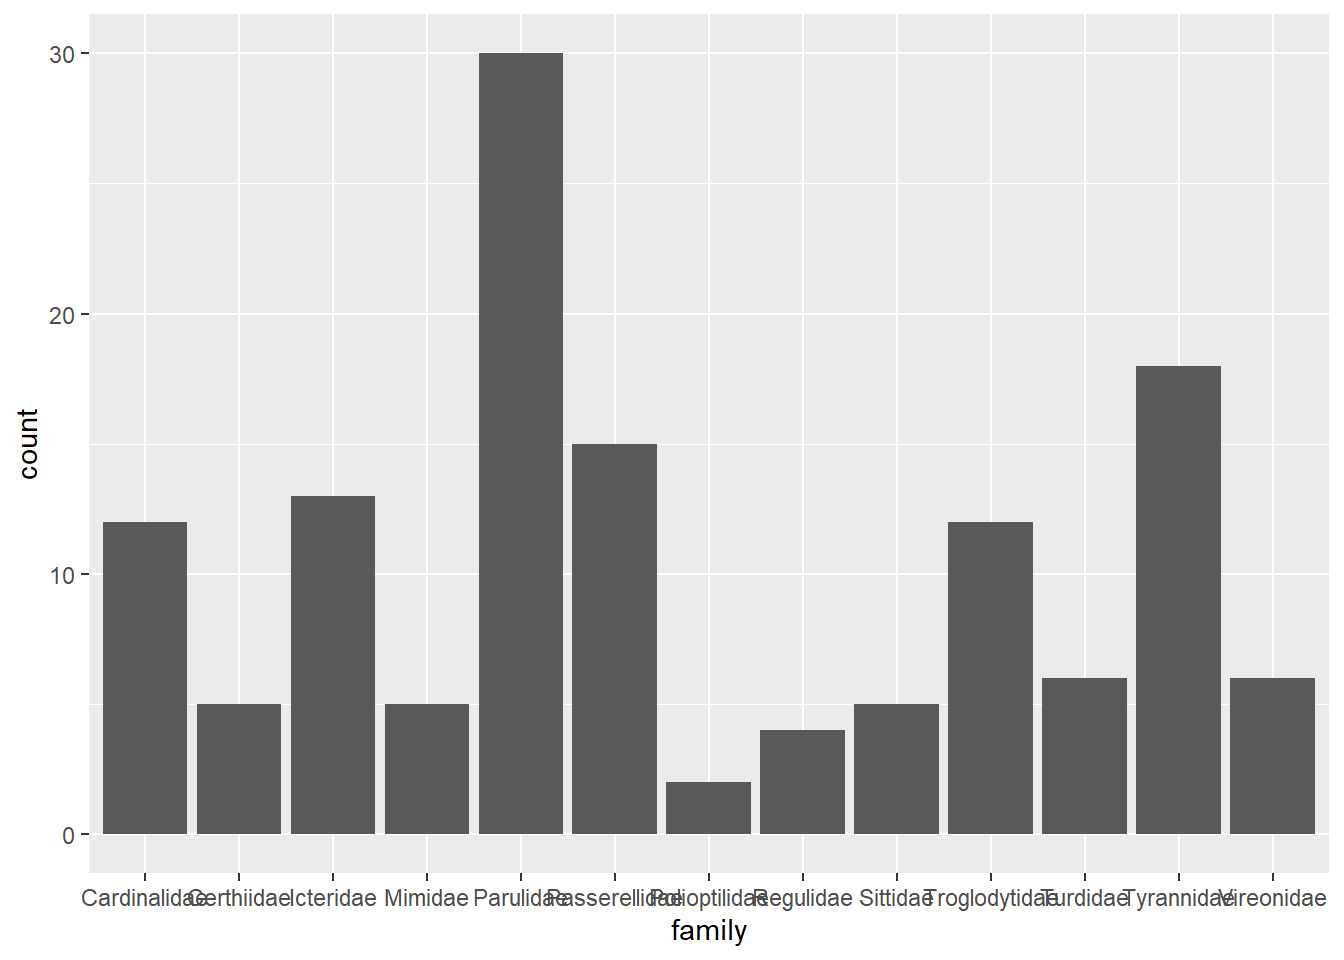 30
20
10
0
count
Cardinalidae Certhiidae Icteridae Mimidae Parulidae Passerellidae Polioptilidae Regulidae Sittidae Troglodytidae Turdidae Tyrannidae Vireonidae
family